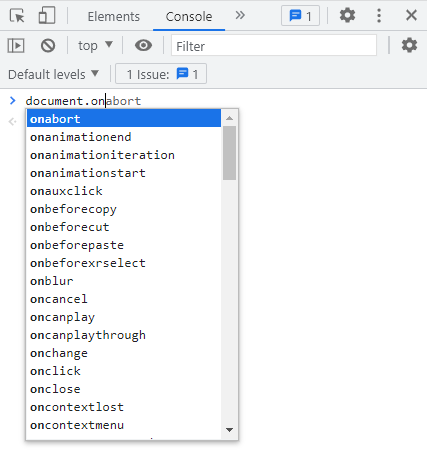 Elements Console » 1
top Filter
Default levels 1 Issue: 1
> document.onabort
onabort
onanimationend
onanimationiteration
onanimationstart
onauxclick
onbeforecopy
onbeforecut
onbeforepaste
onbeforexrselect
onblur
oncancel
oncanplay
oncanplaythrough
onchange
onclick
onclose
oncontextlost
oncontextmenu